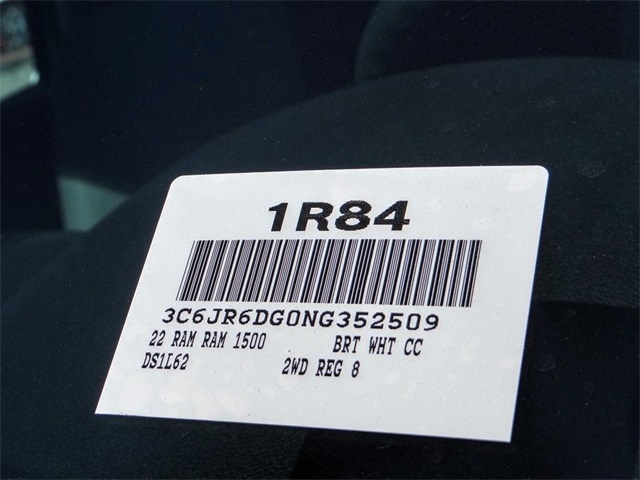 1R84
3C6JR6DG0NG352509
22 RAM RAM 1500 BRT WHT CC
DS1L62 2WD REG 8